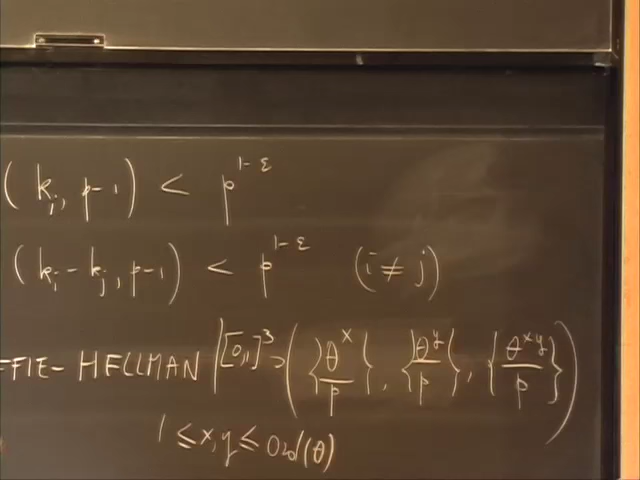 (k_i, p-1) < p^{1-ε}
(k_i - k_j, p-1) < p^{1-ε} (i ≠ j)
FFIE- HELLMAN [0,1]^3 ∋ ({θ^x/p}, {θ^y/p}, {θ^{xy}/p})
1 ≤ x, y ≤ Ord(θ)